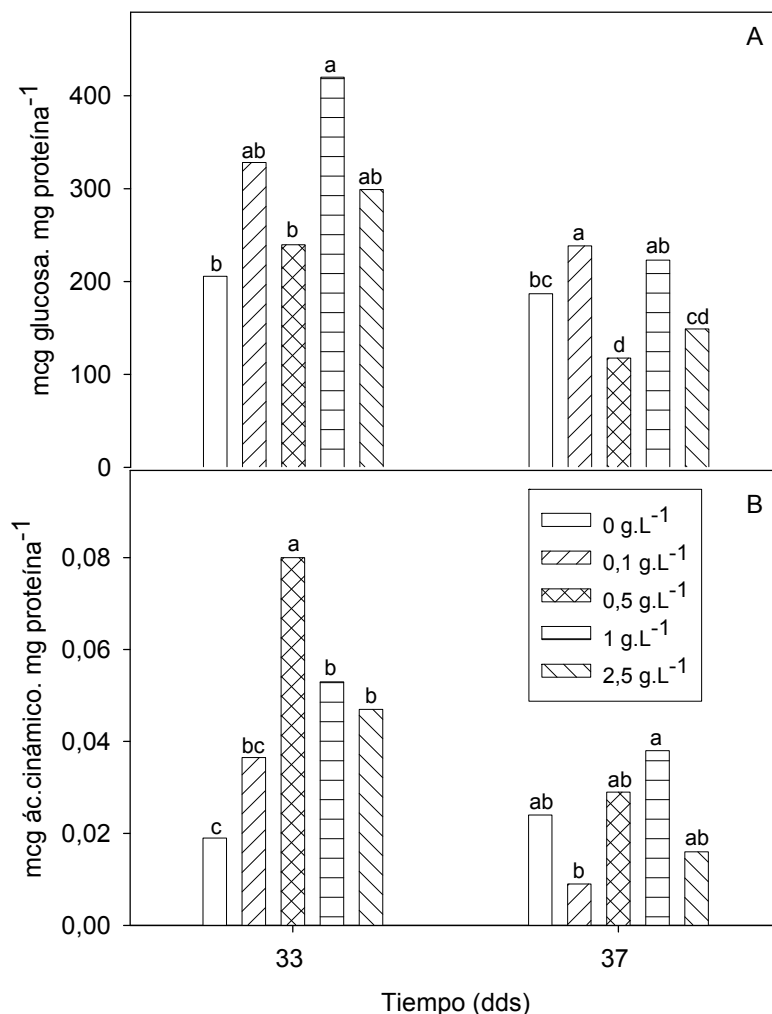 A
mcg glucosa. mg proteína⁻¹
400
300
200
100
0
b
ab
b
a
ab
bc
a
d
ab
cd
B
mcg ác.cinámico. mg proteína⁻¹
0,08
0,06
0,04
0,02
0,00
c
bc
a
b
b
ab
b
ab
a
ab
0 g.L⁻¹
0,1 g.L⁻¹
0,5 g.L⁻¹
1 g.L⁻¹
2,5 g.L⁻¹
33
37
Tiempo (dds)